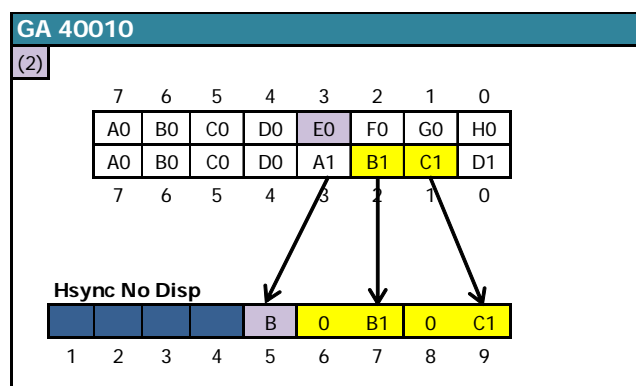 GA 40010
(2)
7 6 5 4 3 2 1 0
A0 B0 C0 D0 E0 F0 G0 H0
A0 B0 C0 D0 A1 B1 C1 D1
7 6 5 4 3 2 1 0
Hsync No Disp
B 0 B1 0 C1
1 2 3 4 5 6 7 8 9